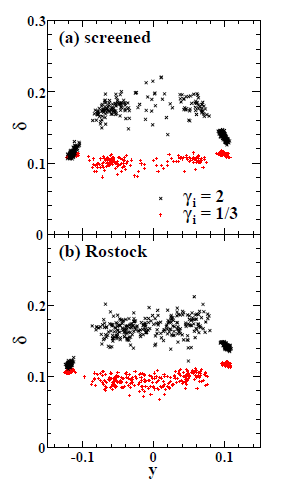 0.3
(a) screened
0.2
δ
0.1
× γi = 2
+ γi = 1/3
0
(b) Rostock
0.2
δ
0.1
0
-0.1 0 0.1
y